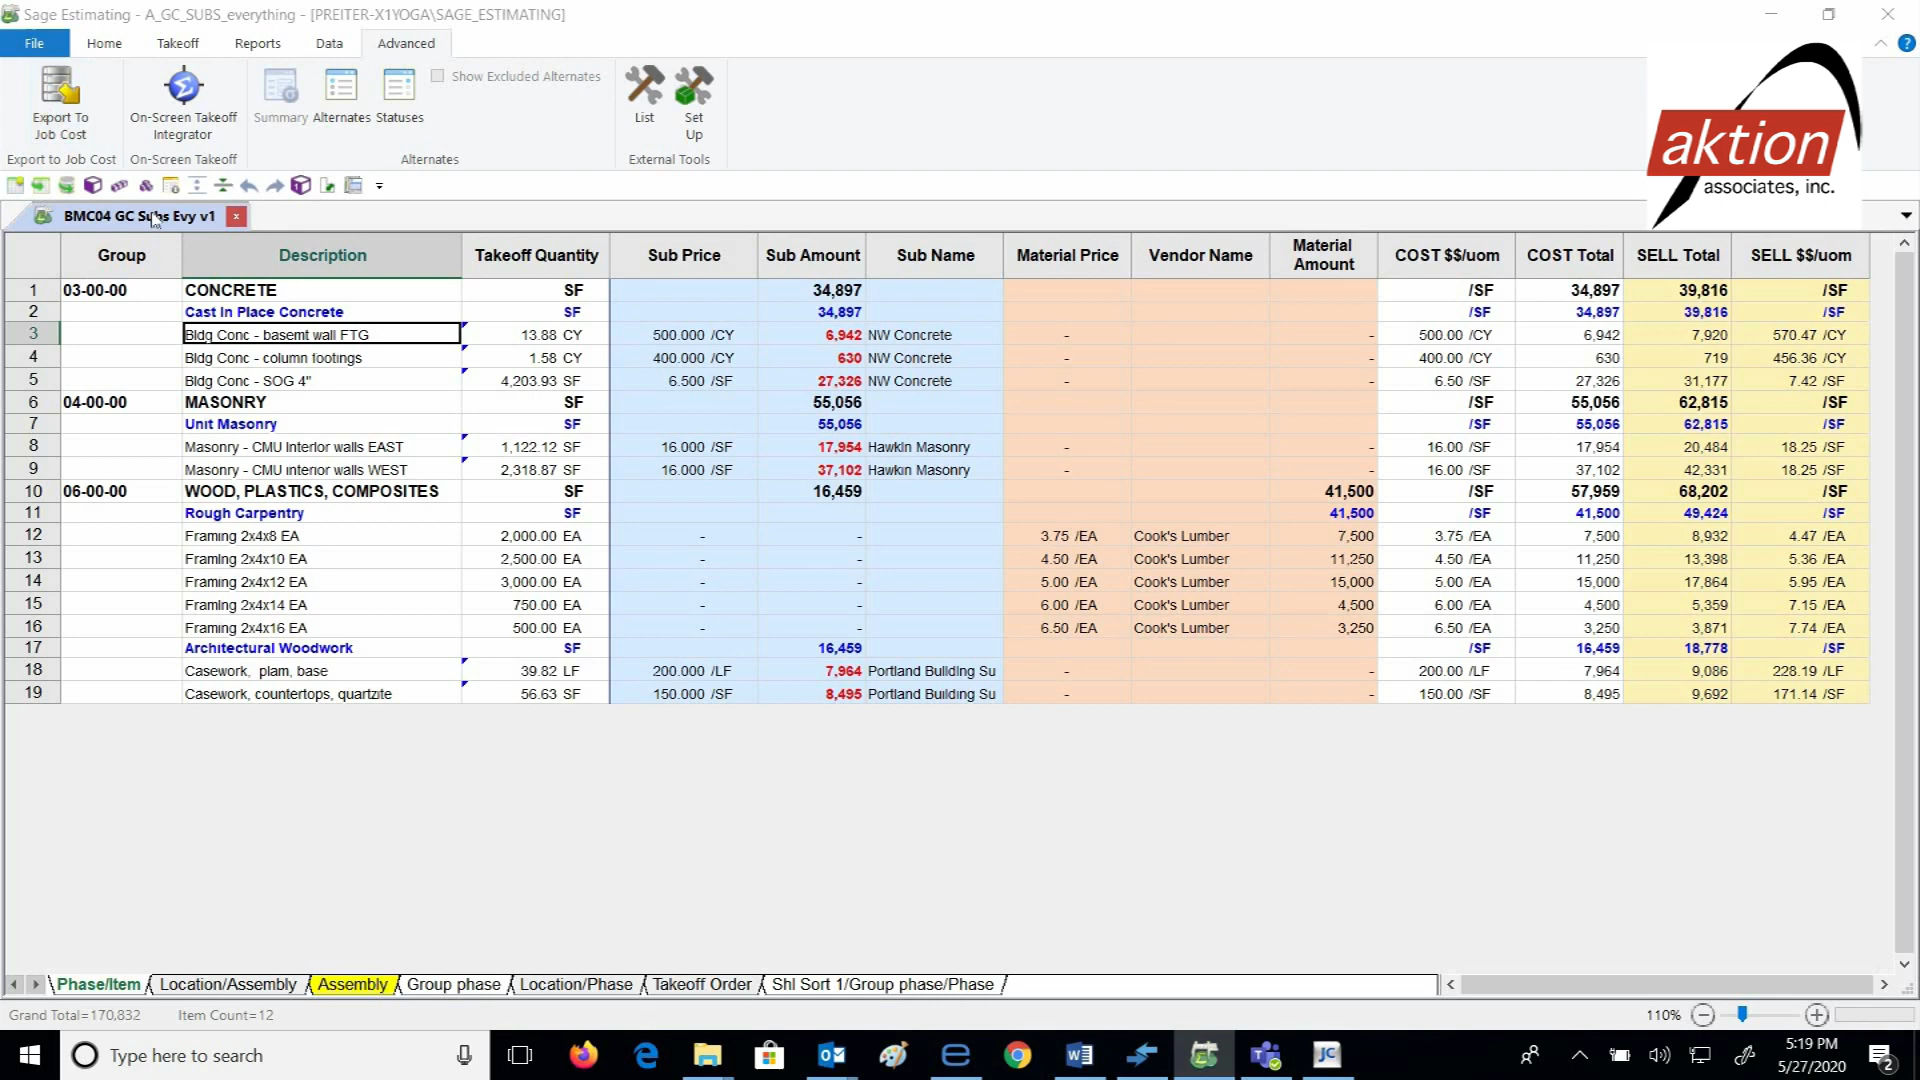 Sage Estimating - A_GC_SUBS_everything - [PREITER-X1YOGA\SAGE_ESTIMATING]
File Home Takeoff Reports Data Advanced
Show Excluded Alternates
Export To Job Cost
On-Screen Takeoff Integrator
Summary Alternates Statuses
List
Set Up
Export to Job Cost On-Screen Takeoff Alternates External Tools
aktion
associates, inc.
BMC04 GC Subs Evy v1
Group Description Takeoff Quantity Sub Price Sub Amount Sub Name Material Price Vendor Name Material Amount COST $$/uom COST Total SELL Total SELL $$/uom
1 03-00-00 CONCRETE SF 34,897 /SF 34,897 39,816 /SF
2 Cast In Place Concrete SF 34,897 /SF 34,897 39,816 /SF
3 Bldg Conc - basemt wall FTG 13.88 CY 500.000 /CY 6,942 NW Concrete - - 500.00 /CY 6,942 7,920 570.47 /CY
4 Bldg Conc - column footings 1.58 CY 400.000 /CY 630 NW Concrete - - 400.00 /CY 630 719 456.36 /CY
5 Bldg Conc - SOG 4" 4,203.93 SF 6.500 /SF 27,326 NW Concrete - - 6.50 /SF 27,326 31,177 7.42 /SF
6 04-00-00 MASONRY SF 55,056 /SF 55,056 62,815 /SF
7 Unit Masonry SF 55,056 /SF 55,056 62,815 /SF
8 Masonry - CMU interior walls EAST 1,122.12 SF 16.000 /SF 17,954 Hawkin Masonry - - 16.00 /SF 17,954 20,484 18.25 /SF
9 Masonry - CMU interior walls WEST 2,318.87 SF 16.000 /SF 37,102 Hawkin Masonry - - 16.00 /SF 37,102 42,331 18.25 /SF
10 06-00-00 WOOD, PLASTICS, COMPOSITES SF 16,459 41,500 /SF 57,959 68,202 /SF
11 Rough Carpentry SF 41,500 /SF 41,500 49,424 /SF
12 Framing 2x4x8 EA 2,000.00 EA - - 3.75 /EA Cook's Lumber 7,500 3.75 /EA 7,500 8,932 4.47 /EA
13 Framing 2x4x10 EA 2,500.00 EA - - 4.50 /EA Cook's Lumber 11,250 4.50 /EA 11,250 13,398 5.36 /EA
14 Framing 2x4x12 EA 3,000.00 EA - - 5.00 /EA Cook's Lumber 15,000 5.00 /EA 15,000 17,864 5.95 /EA
15 Framing 2x4x14 EA 750.00 EA - - 6.00 /EA Cook's Lumber 4,500 6.00 /EA 4,500 5,359 7.15 /EA
16 Framing 2x4x16 EA 500.00 EA - - 6.50 /EA Cook's Lumber 3,250 6.50 /EA 3,250 3,871 7.74 /EA
17 Architectural Woodwork SF 16,459 /SF 16,459 18,778 /SF
18 Casework, plam, base 39.82 LF 200.000 /LF 7,964 Portland Building Su - - 200.00 /LF 7,964 9,086 228.19 /LF
19 Casework, countertops, quartzite 56.63 SF 150.000 /SF 8,495 Portland Building Su - - 150.00 /SF 8,495 9,692 171.14 /SF
Phase/Item Location/Assembly Assembly Group phase Location/Phase Takeoff Order Shl Sort 1/Group phase/Phase
Grand Total=170,832 Item Count=12 110%
Type here to search
5:19 PM
5/27/2020
2